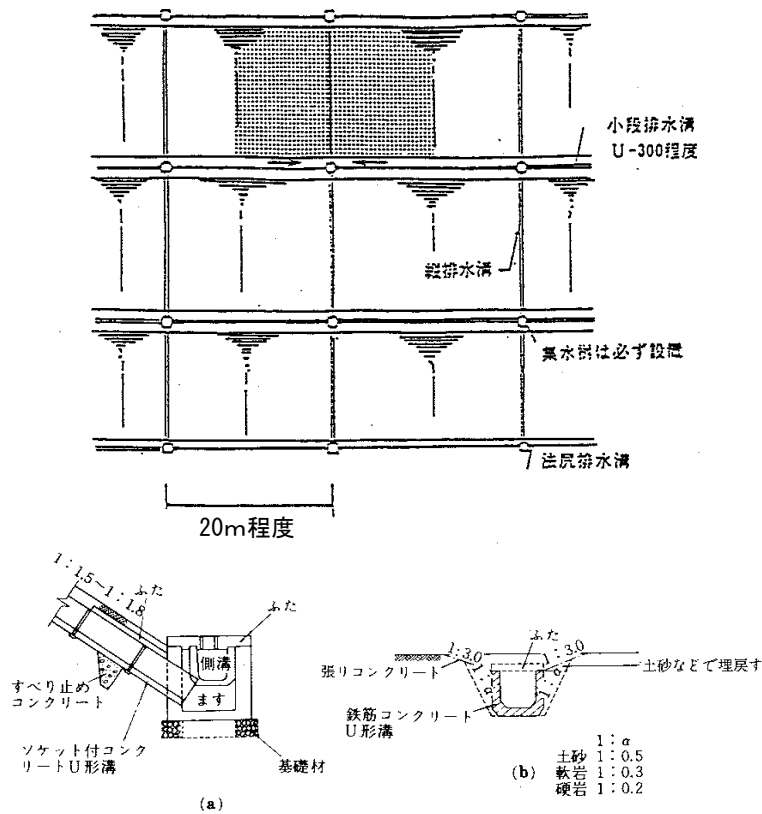 小段排水溝
U-300程度
縦排水溝
集水桝は必ず設置
法尻排水溝
20m程度
1:1.5～1:1.8
ふた
ふた
側溝
ます
すべり止め
コンクリート
ソケット付コンク
リートU形溝
基礎材
(a)
1:3.0
ふた
3.0
張りコンクリート
土砂などで埋戻す
1:α
鉄筋コンクリート
U形溝
(b)
1:α
土砂 1:0.5
軟岩 1:0.3
硬岩 1:0.2